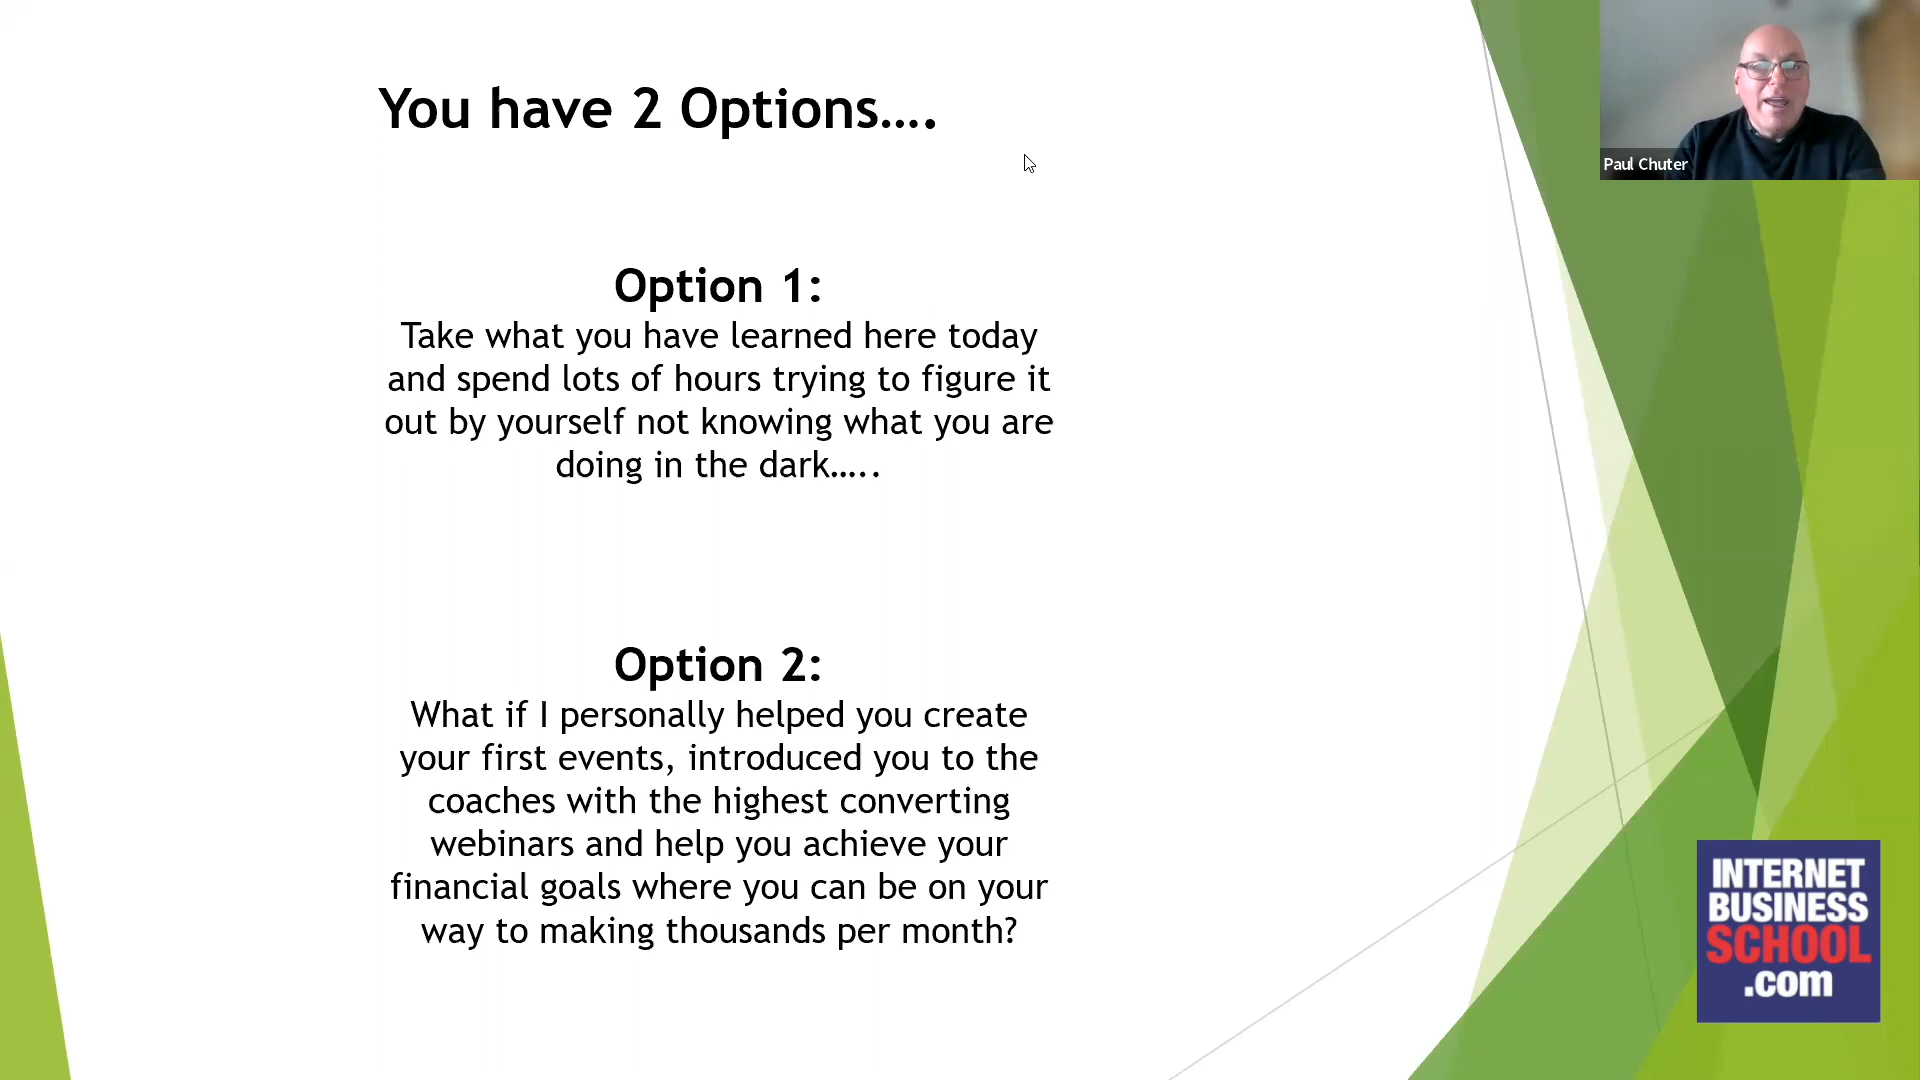 You have 2 Options....
Paul Chuter
Option 1:
Take what you have learned here today
and spend lots of hours trying to figure it
out by yourself not knowing what you are
doing in the dark.....
Option 2:
What if I personally helped you create
your first events, introduced you to the
coaches with the highest converting
webinars and help you achieve your
financial goals where you can be on your
way to making thousands per month?
INTERNET
BUSINESS
SCHOOL
.com